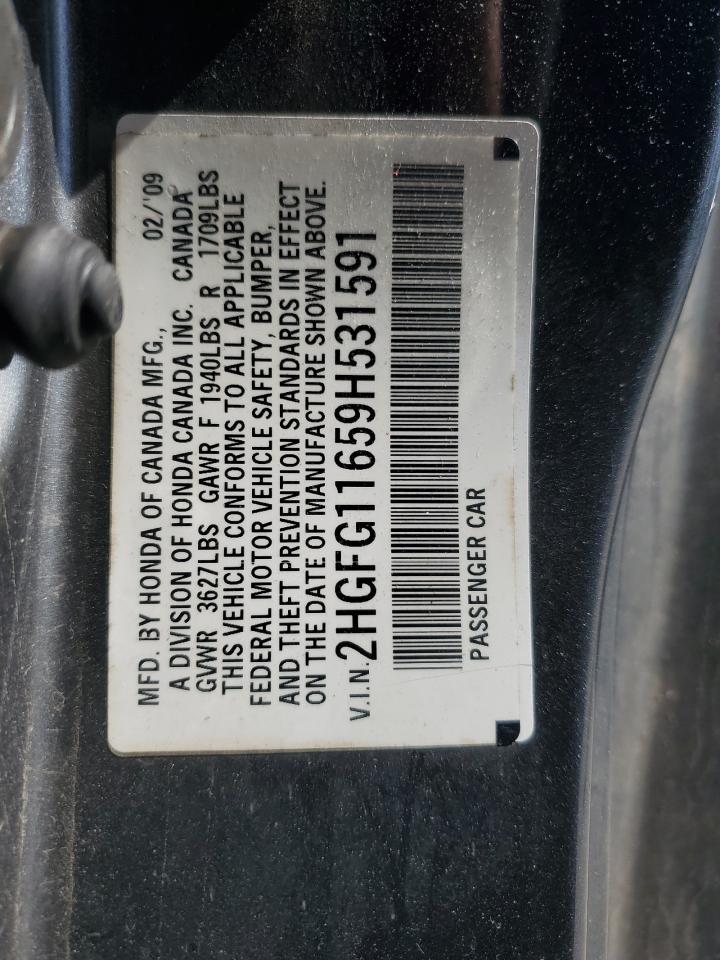 MFD. BY HONDA OF CANADA MFG., 02/'09
A DIVISION OF HONDA CANADA INC. CANADA
GVWR 3627LBS GAWR F 1940LBS R 1709LBS
THIS VEHICLE CONFORMS TO ALL APPLICABLE
FEDERAL MOTOR VEHICLE SAFETY, BUMPER,
AND THEFT PREVENTION STANDARDS IN EFFECT
ON THE DATE OF MANUFACTURE SHOWN ABOVE.
V.I.N. 2HGFG11659H531591
PASSENGER CAR